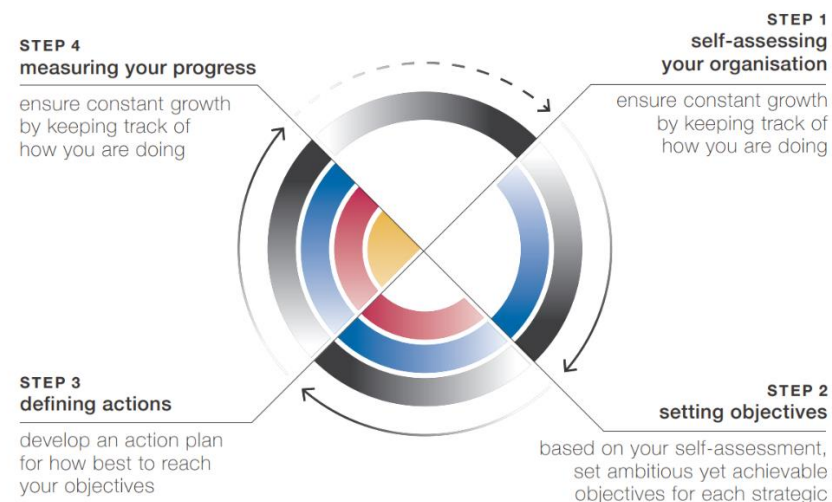 STEP 1
self-assessing
your organisation
ensure constant growth
by keeping track of
how you are doing
STEP 2
setting objectives
based on your self-assessment,
set ambitious yet achievable
objectives for each strategic
STEP 3
defining actions
develop an action plan
for how best to reach
your objectives
STEP 4
measuring your progress
ensure constant growth
by keeping track of
how you are doing